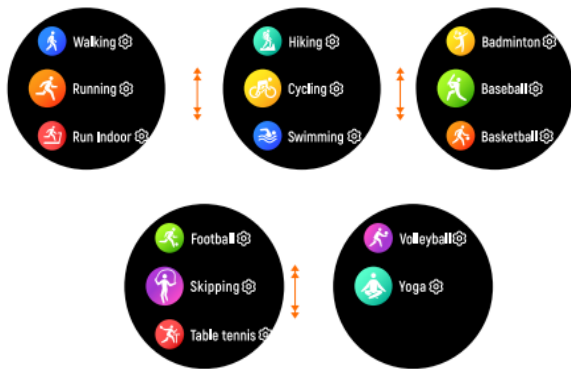 Walking
Running
Run Indoor
Hiking
Cycling
Swimming
Badminton
Baseball
Basketball
Football
Skipping
Table tennis
Volleyball
Yoga